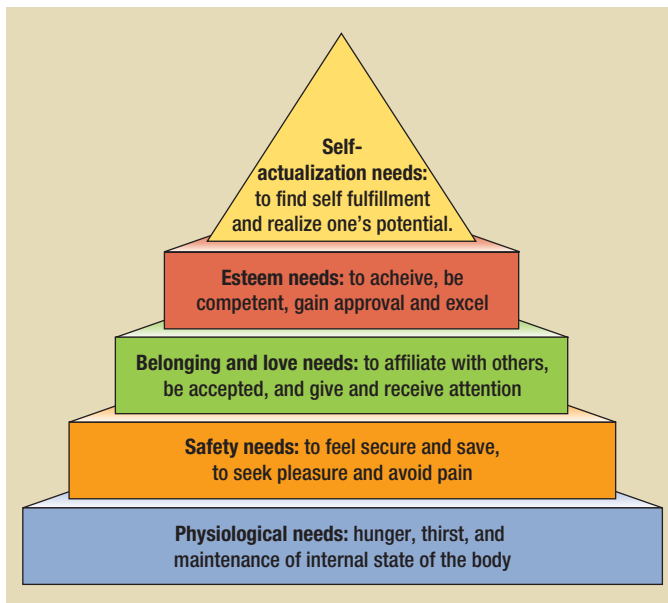 Self-
actualization needs:
to find self fulfillment
and realize one's potential.
Esteem needs: to acheive, be
competent, gain approval and excel
Belonging and love needs: to affiliate with others,
be accepted, and give and receive attention
Safety needs: to feel secure and save,
to seek pleasure and avoid pain
Physiological needs: hunger, thirst, and
maintenance of internal state of the body